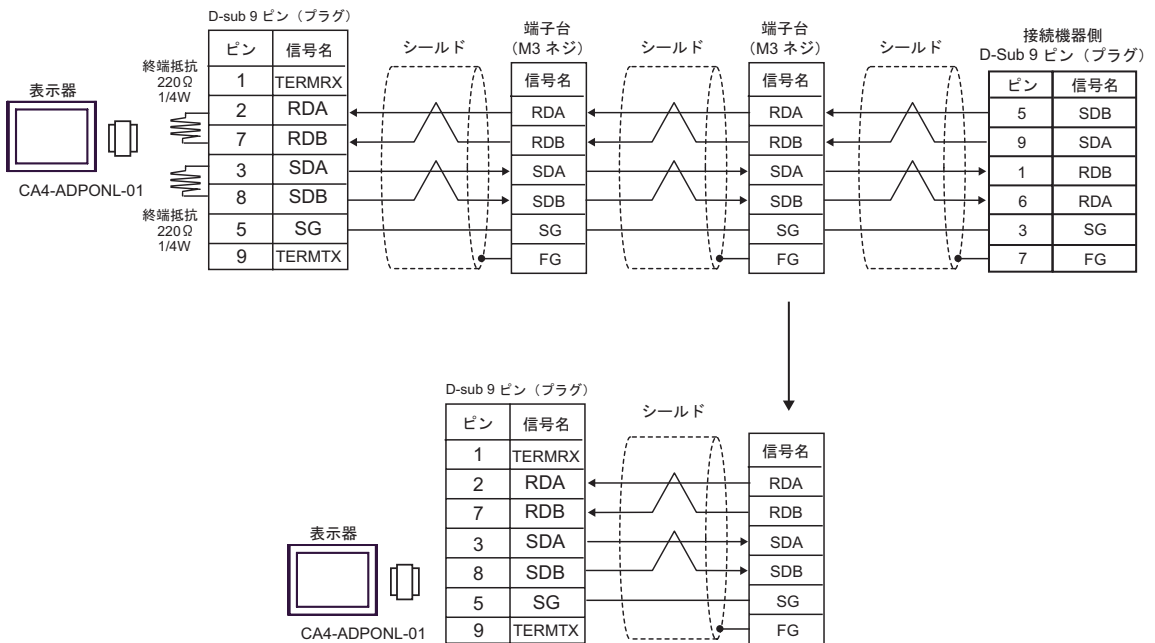 D-sub 9 ピン（プラグ）
ピン 信号名
1 TERMRX
2 RDA
7 RDB
3 SDA
8 SDB
5 SG
9 TERMTX
終端抵抗
220Ω
1/4W
終端抵抗
220Ω
1/4W
表示器
CA4-ADPONL-01
シールド
端子台
（M3 ネジ）
信号名
RDA
RDB
SDA
SDB
SG
FG
シールド
端子台
（M3 ネジ）
信号名
RDA
RDB
SDA
SDB
SG
FG
シールド
接続機器側
D-Sub 9 ピン（プラグ）
ピン 信号名
5 SDB
9 SDA
1 RDB
6 RDA
3 SG
7 FG
D-sub 9 ピン（プラグ）
ピン 信号名
1 TERMRX
2 RDA
7 RDB
3 SDA
8 SDB
5 SG
9 TERMTX
表示器
CA4-ADPONL-01
シールド
信号名
RDA
RDB
SDA
SDB
SG
FG